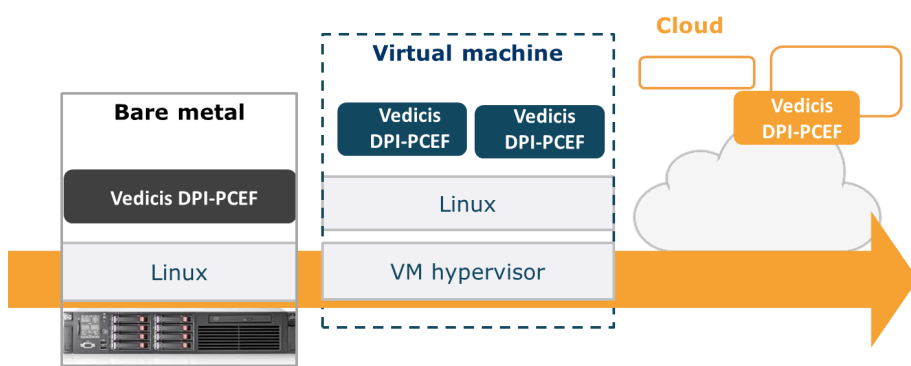 Bare metal
Vedicis DPI-PCEF
Linux
Virtual machine
Vedicis
DPI-PCEF
Vedicis
DPI-PCEF
Linux
VM hypervisor
Cloud
Vedicis
DPI-PCEF